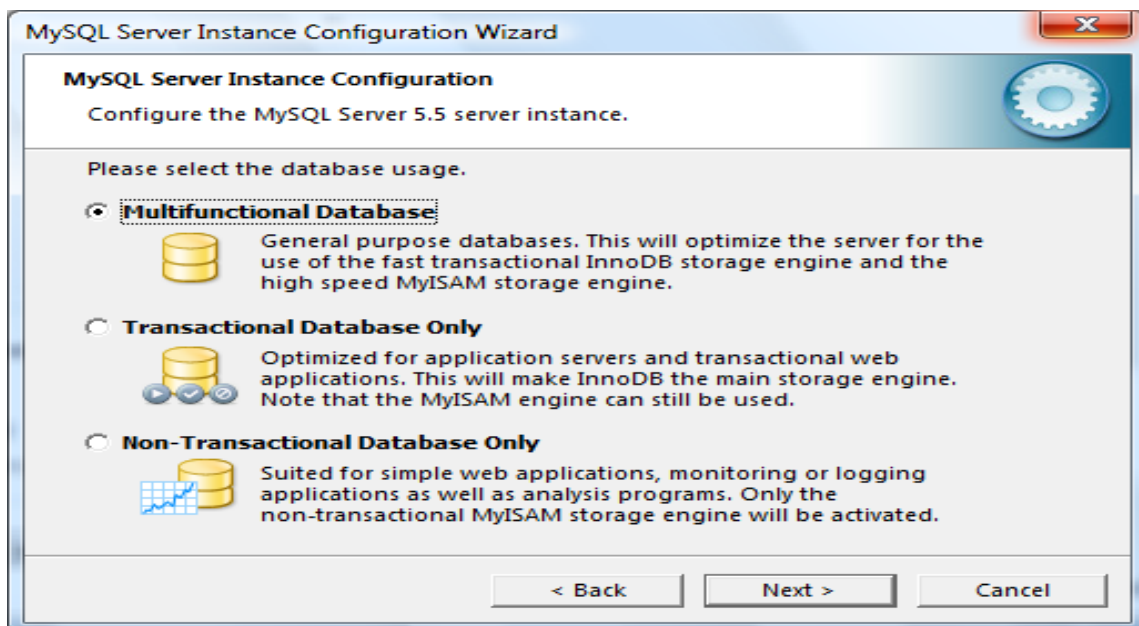 MySQL Server Instance Configuration Wizard
MySQL Server Instance Configuration
Configure the MySQL Server 5.5 server instance.
Please select the database usage.
Multifunctional Database
General purpose databases. This will optimize the server for the
use of the fast transactional InnoDB storage engine and the
high speed MyISAM storage engine.
Transactional Database Only
Optimized for application servers and transactional web
applications. This will make InnoDB the main storage engine.
Note that the MyISAM engine can still be used.
Non-Transactional Database Only
Suited for simple web applications, monitoring or logging
applications as well as analysis programs. Only the
non-transactional MyISAM storage engine will be activated.
< Back Next > Cancel